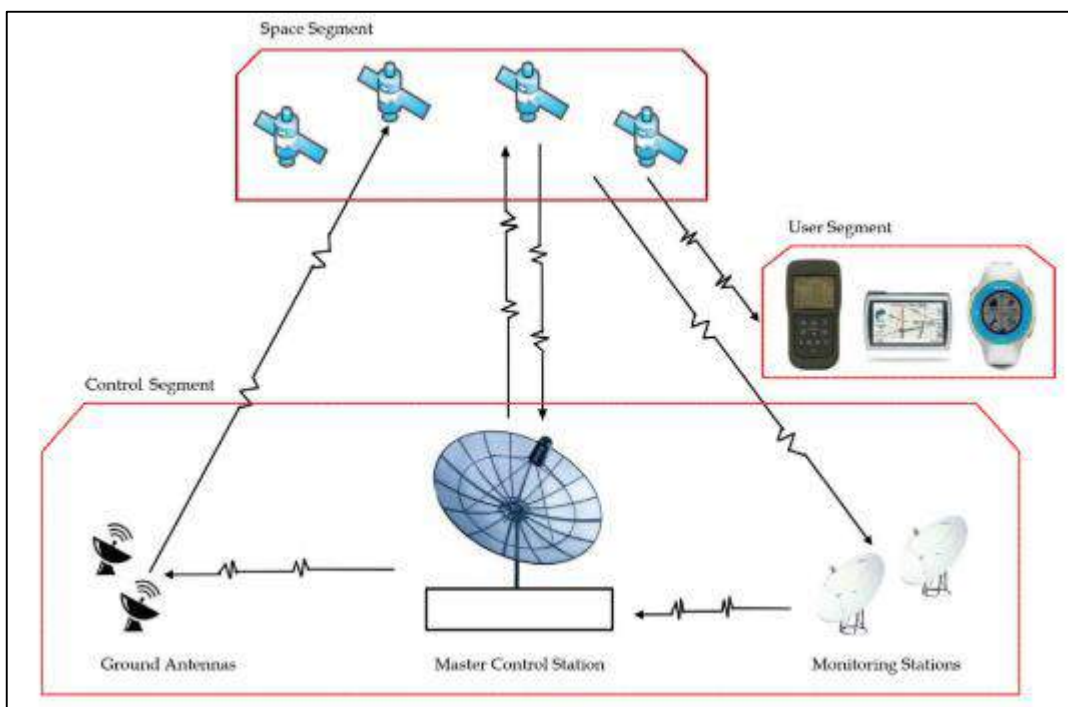 Space Segment
User Segment
Control Segment
Ground Antennas
Master Control Station
Monitoring Stations